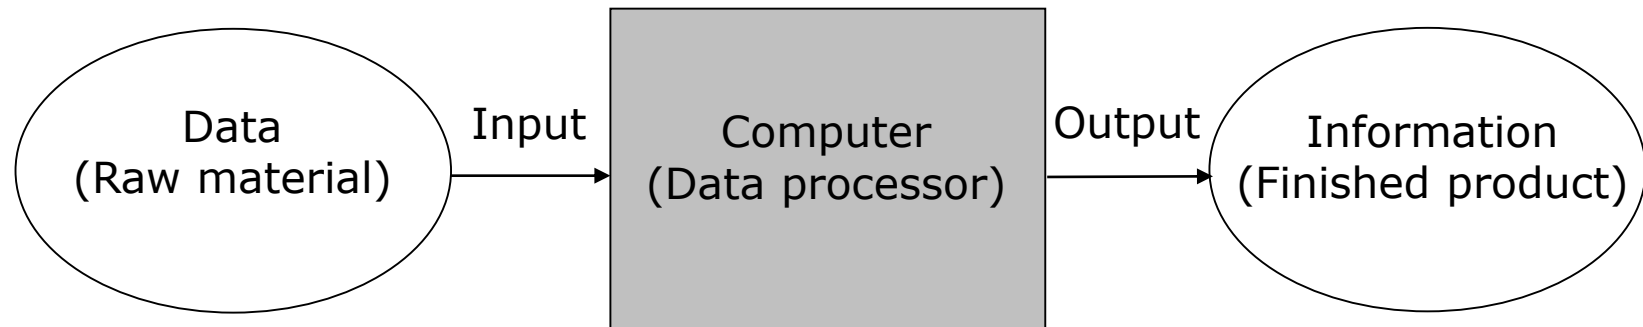 Data
(Raw material)
Input
Computer
(Data processor)
Output
Information
(Finished product)